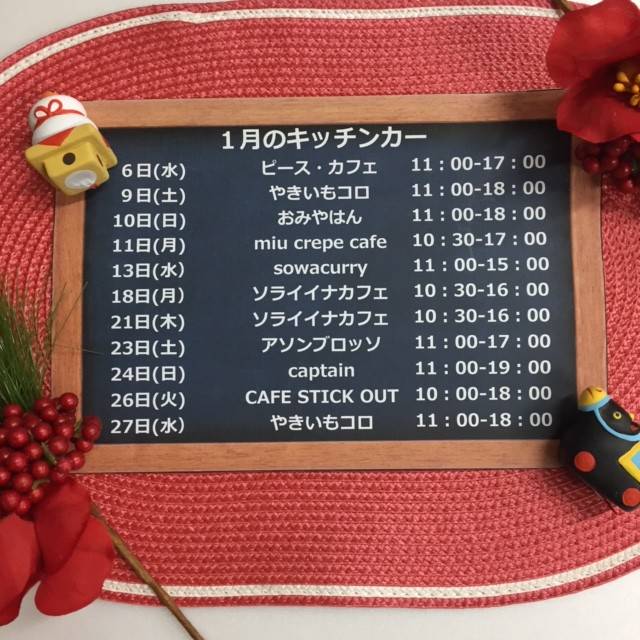 １月のキッチンカー
6日(水) ピース・カフェ 11：00-17：00
9日(土) やきいもコロ 11：00-18：00
10日(日) おみやはん 11：00-18：00
11日(月) miu crepe cafe 10：30-17：00
13日(水) sowacurry 11：00-15：00
18日(月) ソライイナカフェ 10：30-16：00
21日(木) ソライイナカフェ 10：30-16：00
23日(土) アソンブロッソ 11：00-17：00
24日(日) captain 11：00-19：00
26日(火) CAFE STICK OUT 10：00-18：00
27日(水) やきいもコロ 11：00-18：00